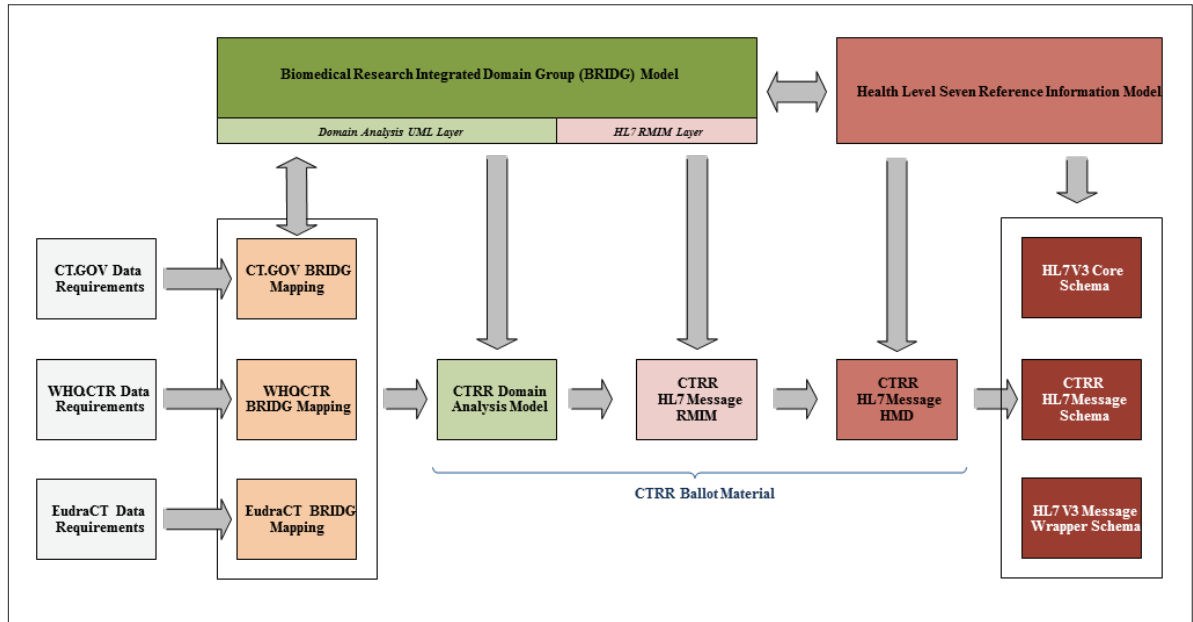 Biomedical Research Integrated Domain Group (BRIDG) Model
Domain Analysis UML Layer
HL7 RMIM Layer
Health Level Seven Reference Information Model
CT.GOV Data
Requirements
CT.GOV BRIDG
Mapping
HL7 V3 Core
Schema
WHO.CTR Data
Requirements
WHO.CTR
BRIDG Mapping
CTRR Domain
Analysis Model
CTRR
HL7 Message
RMIM
CTRR
HL7 Message
HMD
CTRR
HL7 Message
Schema
CTRR Ballot Material
EudraCT Data
Requirements
EudraCT BRIDG
Mapping
HL7 V3 Message
Wrapper Schema